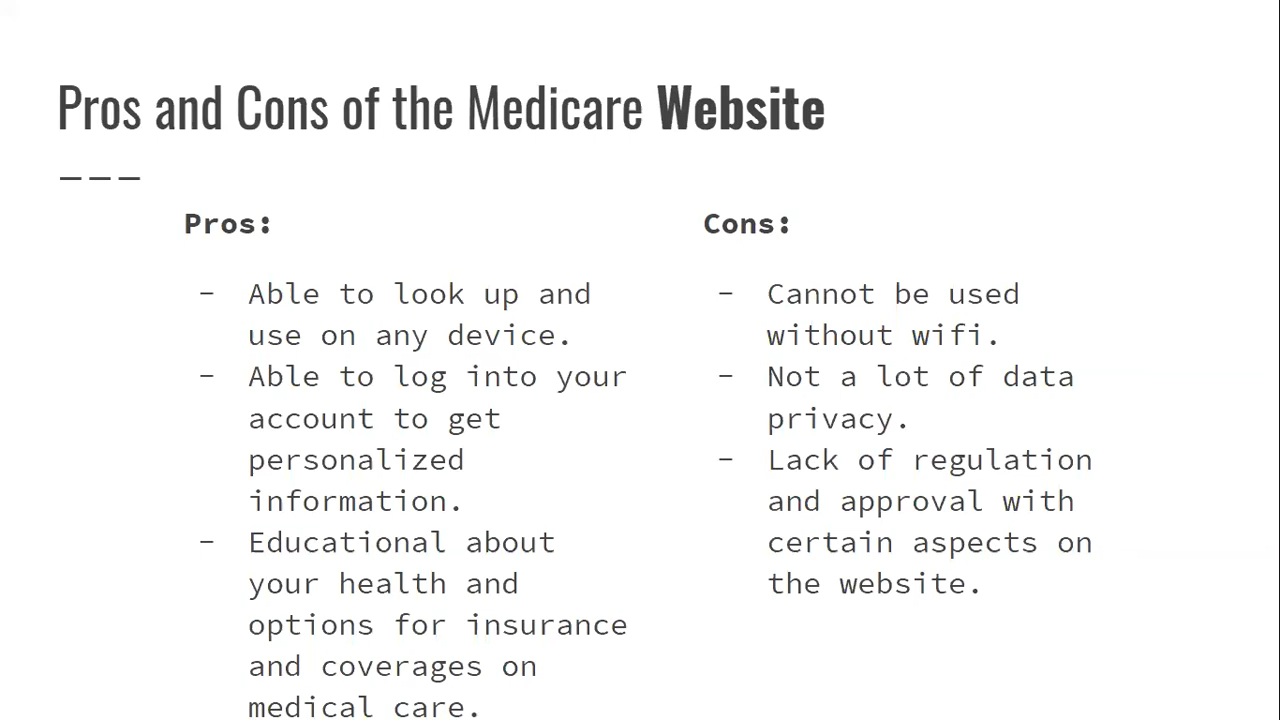 Pros and Cons of the Medicare Website
Pros:
- Able to look up and
use on any device.
- Able to log into your
account to get
personalized
information.
- Educational about
your health and
options for insurance
and coverages on
medical care.
Cons:
- Cannot be used
without wifi.
- Not a lot of data
privacy.
- Lack of regulation
and approval with
certain aspects on
the website.